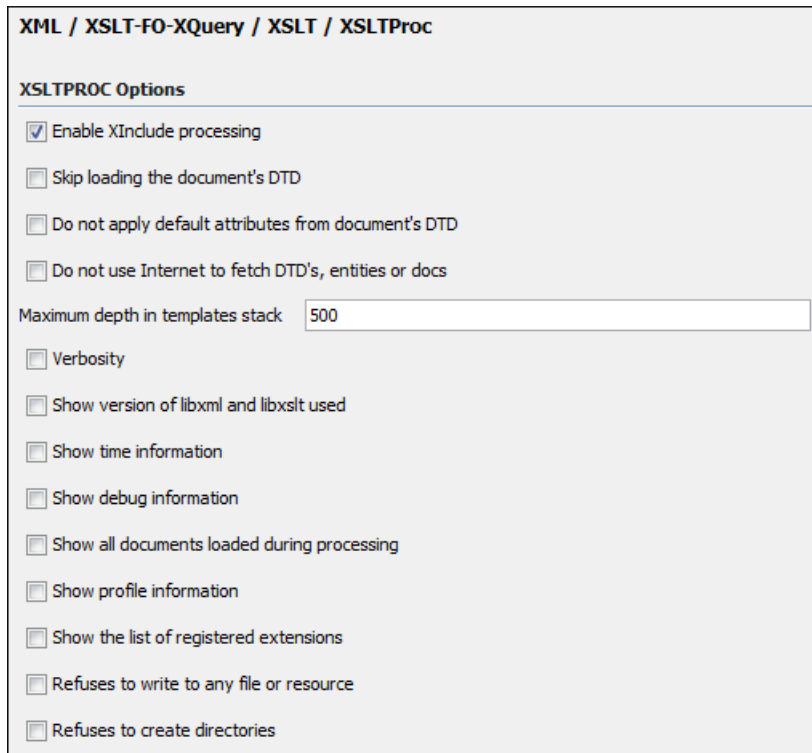 XML / XSLT-FO-XQuery / XSLT / XSLTProc
XSLTPROC Options
Enable XInclude processing
Skip loading the document's DTD
Do not apply default attributes from document's DTD
Do not use Internet to fetch DTD's, entities or docs
Maximum depth in templates stack 500
Verbosity
Show version of libxml and libxslt used
Show time information
Show debug information
Show all documents loaded during processing
Show profile information
Show the list of registered extensions
Refuses to write to any file or resource
Refuses to create directories